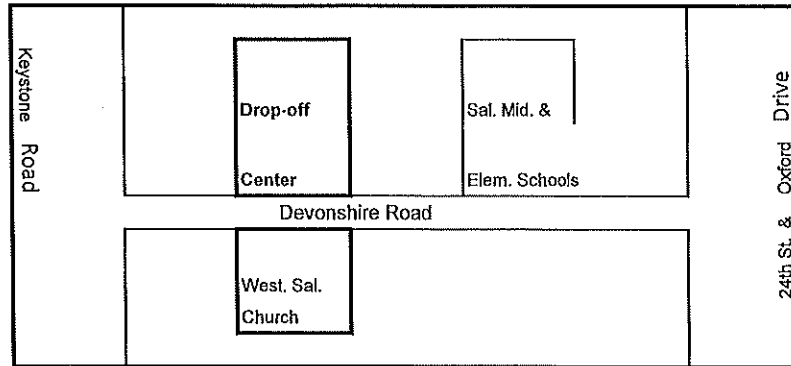 Keystone Road
Drop-off
Center
Sal. Mid. &
Elem. Schools
24th St. & Oxford Drive
Devonshire Road
West. Sal.
Church